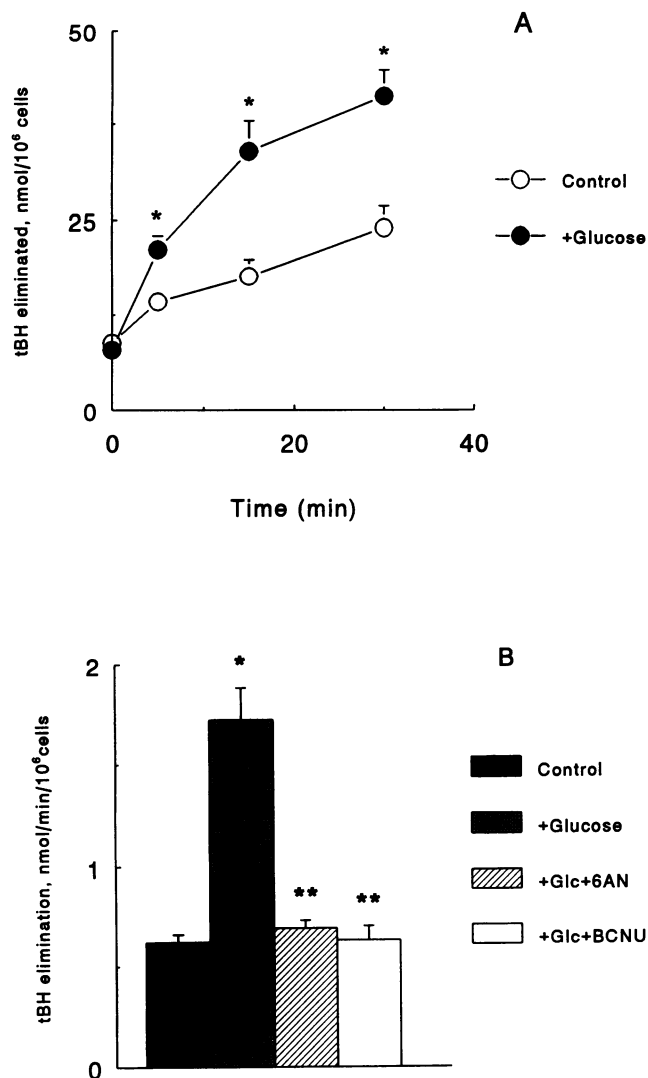 A
50
25
0
tBH eliminated, nmol/10⁶ cells
*
*
*
Control
+Glucose
0
20
40
Time (min)
B
2
1
0
tBH elimination, nmol/min/10⁶cells
*
**
**
Control
+Glucose
+Glc+6AN
+Glc+BCNU